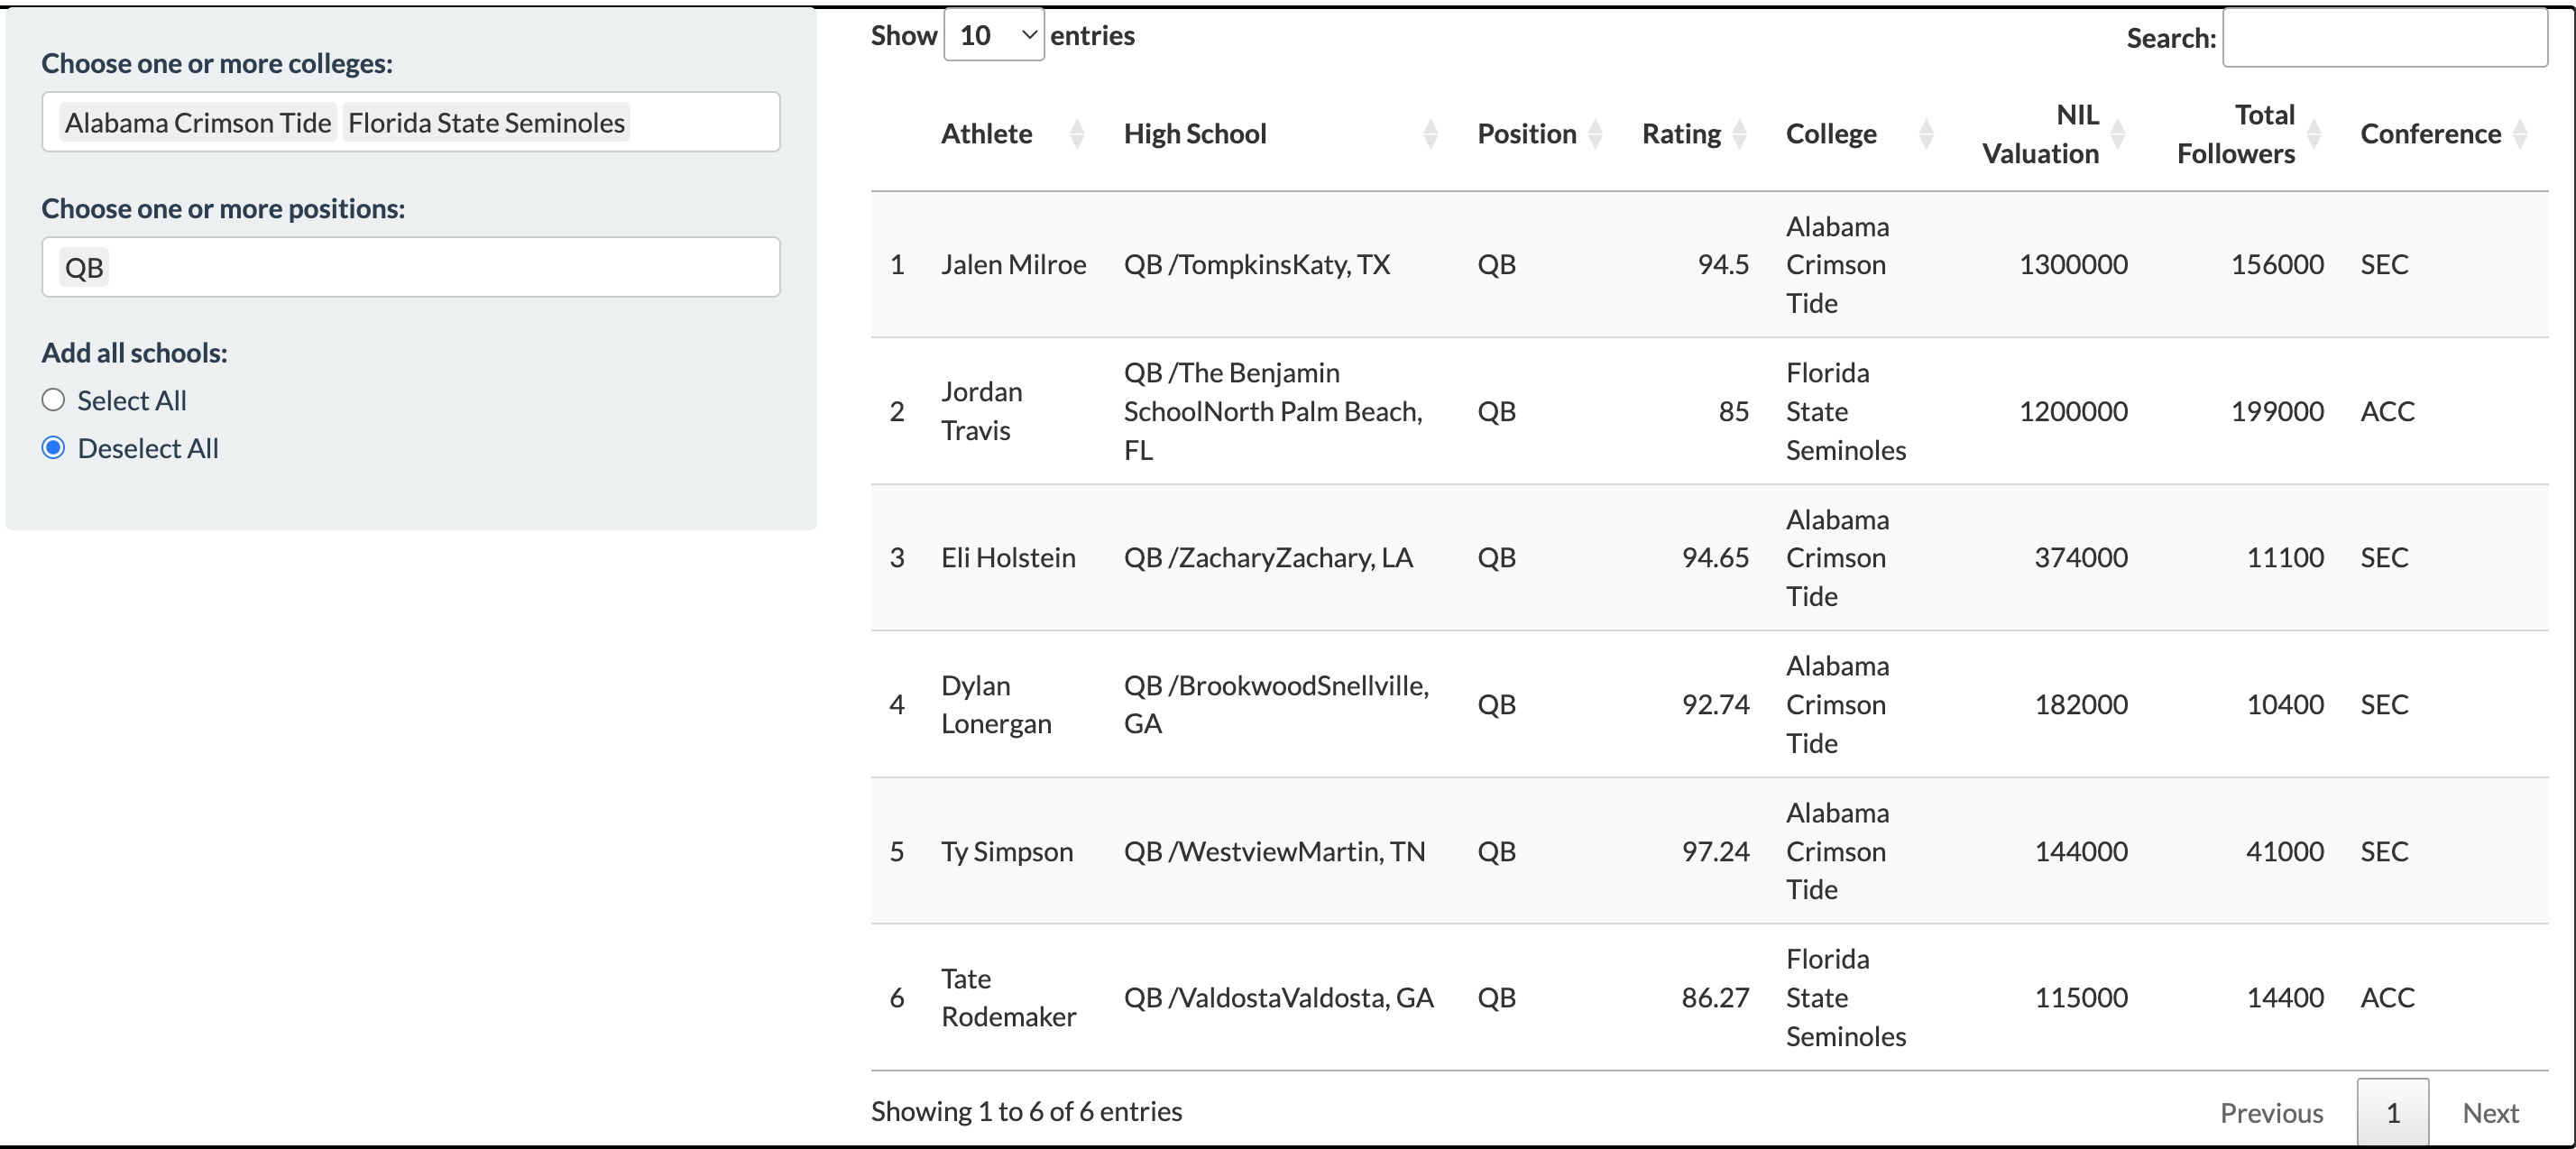 Choose one or more colleges:
Alabama Crimson Tide Florida State Seminoles
Choose one or more positions:
QB
Add all schools:
Select All
Deselect All
Show 10 entries
Search:
Athlete High School Position Rating College NIL Valuation Total Followers Conference
1 Jalen Milroe QB /TompkinsKaty, TX QB 94.5 Alabama Crimson Tide 1300000 156000 SEC
2 Jordan Travis QB /The Benjamin SchoolNorth Palm Beach, FL QB 85 Florida State Seminoles 1200000 199000 ACC
3 Eli Holstein QB /ZacharyZachary, LA QB 94.65 Alabama Crimson Tide 374000 11100 SEC
4 Dylan Lonergan QB /BrookwoodSnellville, GA QB 92.74 Alabama Crimson Tide 182000 10400 SEC
5 Ty Simpson QB /WestviewMartin, TN QB 97.24 Alabama Crimson Tide 144000 41000 SEC
6 Tate Rodemaker QB /ValdostaValdosta, GA QB 86.27 Florida State Seminoles 115000 14400 ACC
Showing 1 to 6 of 6 entries
Previous 1 Next